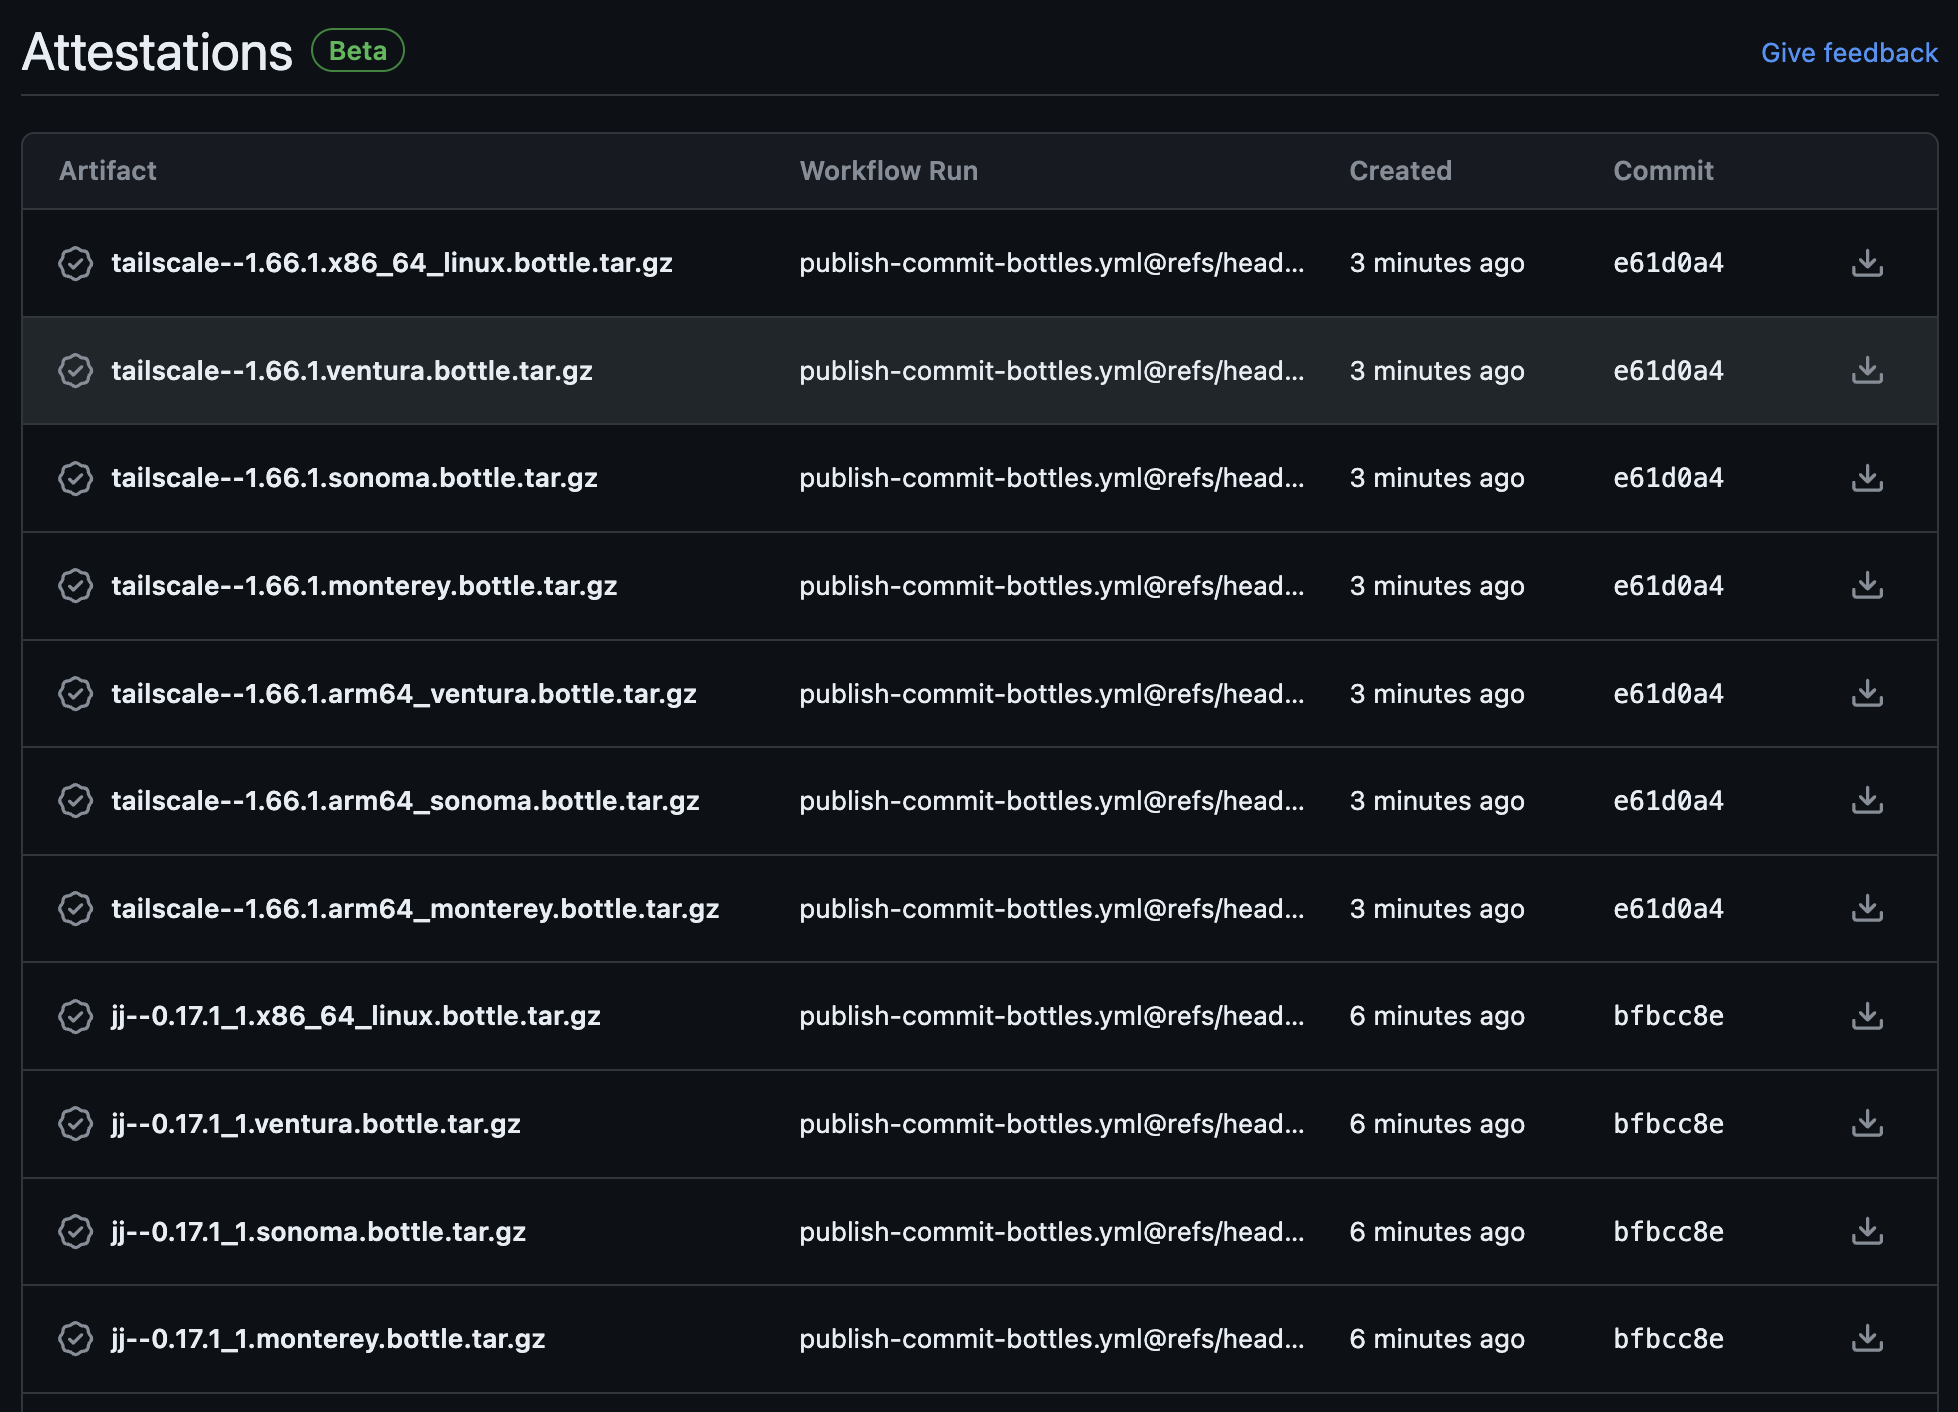 Attestations Beta Give feedback
Artifact Workflow Run Created Commit
tailscale--1.66.1.x86_64_linux.bottle.tar.gz publish-commit-bottles.yml@refs/head... 3 minutes ago e61d0a4
tailscale--1.66.1.ventura.bottle.tar.gz publish-commit-bottles.yml@refs/head... 3 minutes ago e61d0a4
tailscale--1.66.1.sonoma.bottle.tar.gz publish-commit-bottles.yml@refs/head... 3 minutes ago e61d0a4
tailscale--1.66.1.monterey.bottle.tar.gz publish-commit-bottles.yml@refs/head... 3 minutes ago e61d0a4
tailscale--1.66.1.arm64_ventura.bottle.tar.gz publish-commit-bottles.yml@refs/head... 3 minutes ago e61d0a4
tailscale--1.66.1.arm64_sonoma.bottle.tar.gz publish-commit-bottles.yml@refs/head... 3 minutes ago e61d0a4
tailscale--1.66.1.arm64_monterey.bottle.tar.gz publish-commit-bottles.yml@refs/head... 3 minutes ago e61d0a4
jj--0.17.1_1.x86_64_linux.bottle.tar.gz publish-commit-bottles.yml@refs/head... 6 minutes ago bfbcc8e
jj--0.17.1_1.ventura.bottle.tar.gz publish-commit-bottles.yml@refs/head... 6 minutes ago bfbcc8e
jj--0.17.1_1.sonoma.bottle.tar.gz publish-commit-bottles.yml@refs/head... 6 minutes ago bfbcc8e
jj--0.17.1_1.monterey.bottle.tar.gz publish-commit-bottles.yml@refs/head... 6 minutes ago bfbcc8e